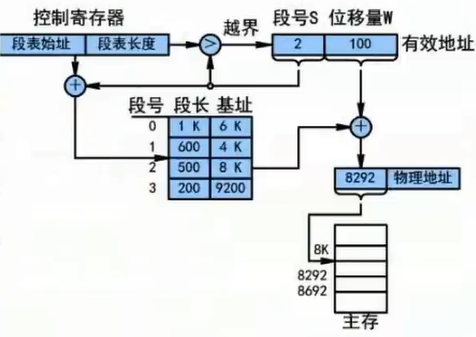 控制寄存器
段表始址 段表长度
>
越界
段号S 位移量W
2 100
有效地址
+
段号 段长 基址
0 1 K 6 K
1 600 4 K
2 500 8 K
3 200 9200
+
8292 物理地址
8K
8292
8692
主存